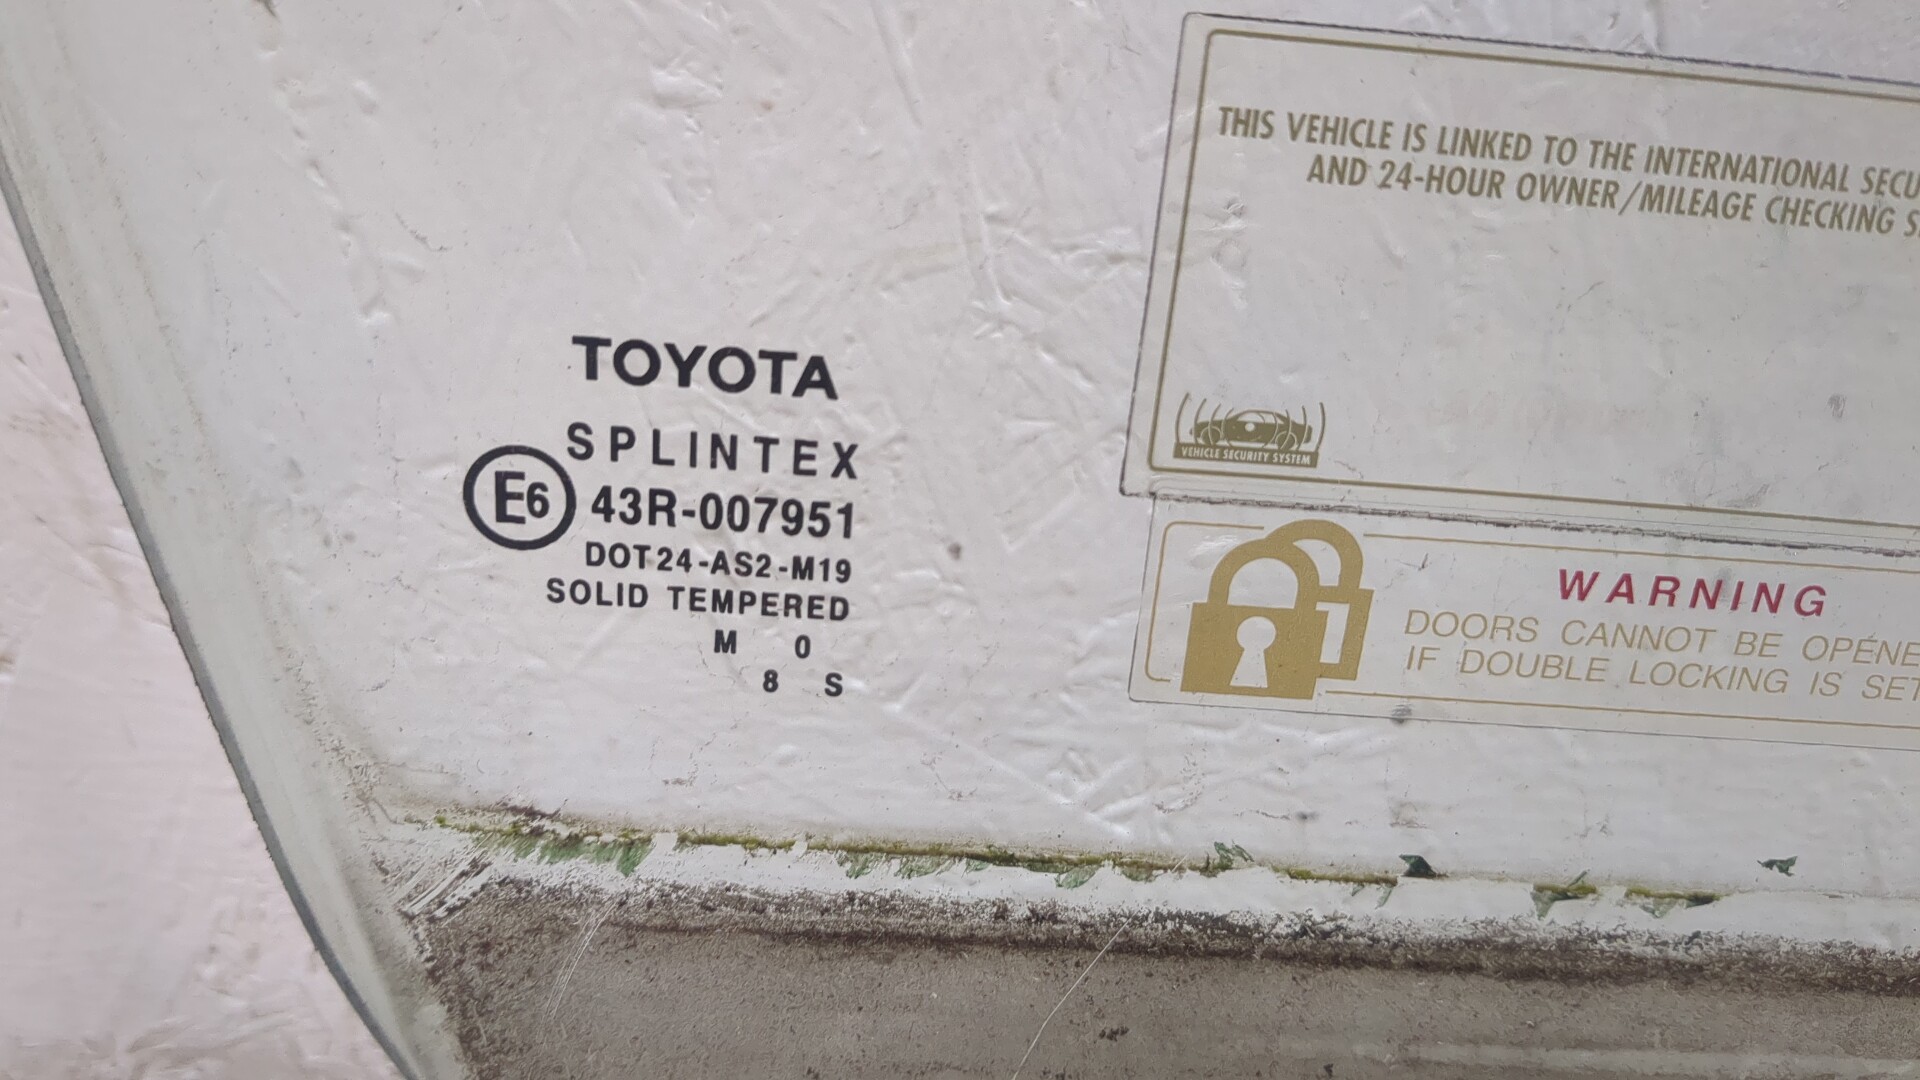 TOYOTA
SPLINTEX
E6 43R-007951
DOT24-AS2-M19
SOLID TEMPERED
M 0
8 S
THIS VEHICLE IS LINKED TO THE INTERNATIONAL SECU
AND 24-HOUR OWNER/MILEAGE CHECKING S
VEHICLE SECURITY SYSTEM
WARNING
DOORS CANNOT BE OPENE
IF DOUBLE LOCKING IS SET